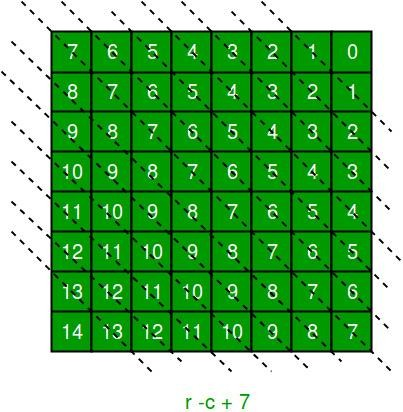 7 6 5 4 3 2 1 0
8 7 6 5 4 3 2 1
9 8 7 6 5 4 3 2
10 9 8 7 6 5 4 3
11 10 9 8 7 6 5 4
12 11 10 9 8 7 6 5
13 12 11 10 9 8 7 6
14 13 12 11 10 9 8 7
r -c + 7